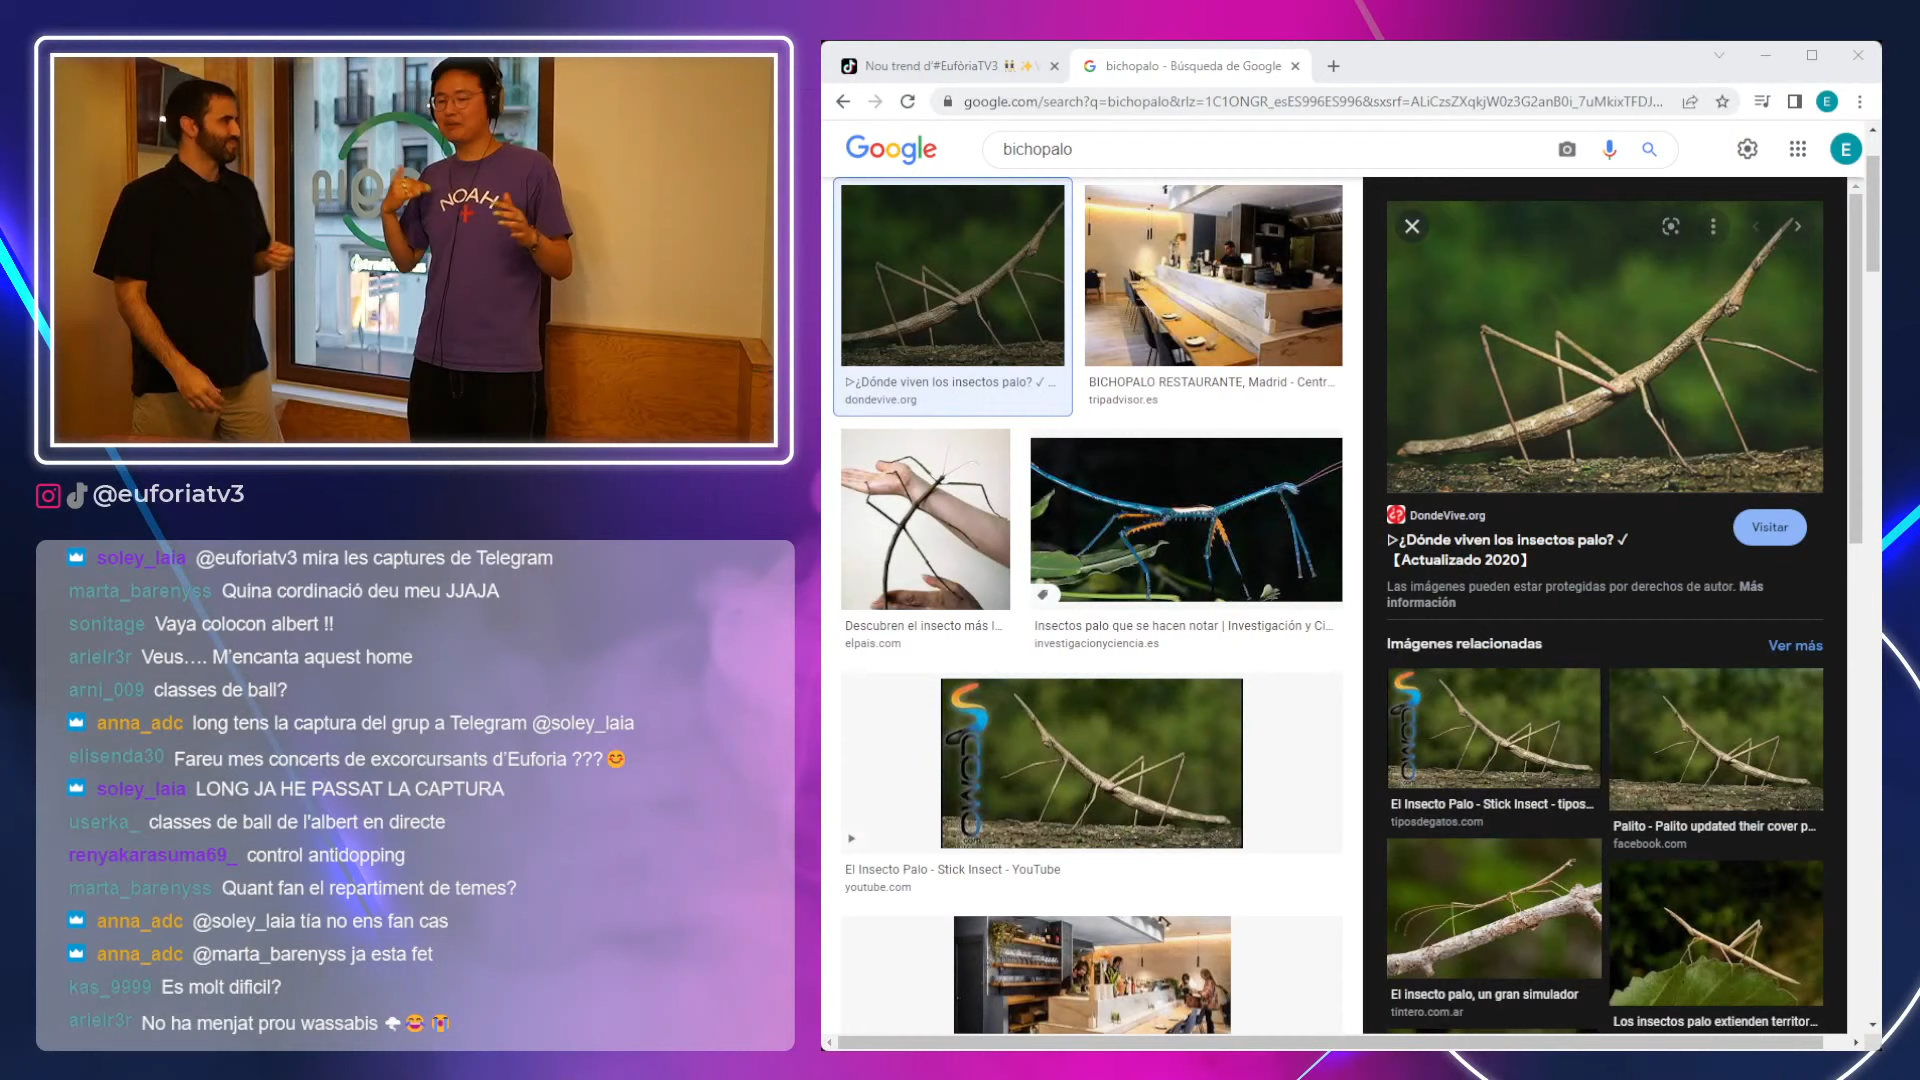 NOAH
@euforiatv3
soley_laia @euforiatv3 mira les captures de Telegram
marta_barenyss Quina cordinació deu meu JJAJA
sonitage Vaya colocon albert !!
arielr3r Veus.... M'encanta aquest home
arni_009 classes de ball?
anna_adc long tens la captura del grup a Telegram @soley_laia
elisenda30 Fareu mes concerts de excorcursants d'Euforia ???😊
soley_laia LONG JA HE PASSAT LA CAPTURA
userka_ classes de ball de l'albert en directe
renyakarasuma69_ control antidopping
marta_barenyss Quant fan el repartiment de temes?
anna_adc @soley_laia tía no ens fan cas
anna_adc @marta_barenyss ja esta fet
kas_9999 Es molt dificil?
arielr3r No ha menjat prou wassabis 🌩😂😭
Nou trend d'#EufòriaTV3
bichopalo - Búsqueda de Google
google.com/search?q=bichopalo&rlz=1C1ONGR_esES996ES996&sxsrf=ALiCzsZXqkjW0z3G2anB0i_7uMkixTFDJ...
E
Google
bichopalo
E
▷¿Dónde viven los insectos palo? ✓ ...
dondevive.org
BICHOPALO RESTAURANTE, Madrid - Centr...
tripadvisor.es
Descubren el insecto más l...
elpais.com
Insectos palo que se hacen notar | Investigación y Ci...
investigacionyciencia.es
El Insecto Palo - Stick Insect - YouTube
youtube.com
DondeVive.org
Visitar
▷¿Dónde viven los insectos palo? ✓
【Actualizado 2020】
Las imágenes pueden estar protegidas por derechos de autor. Más
información
Imágenes relacionadas
Ver más
El Insecto Palo - Stick Insect - tipos...
tiposdegatos.com
Palito - Palito updated their cover p...
facebook.com
El insecto palo, un gran simulador
tintero.com.ar
Los insectos palo extienden territor...